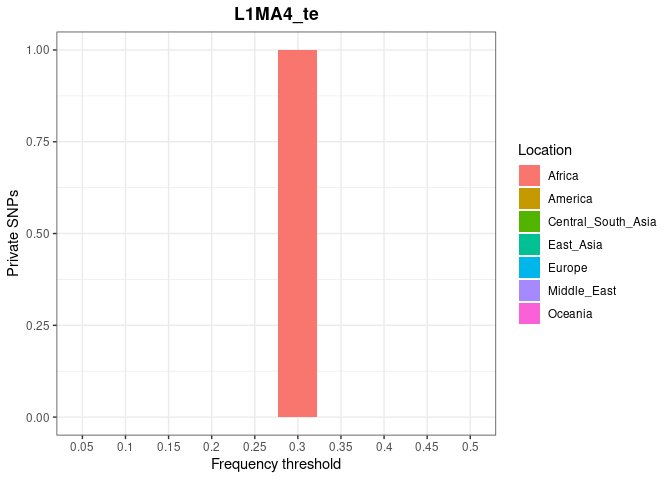 L1MA4_te
1.00
0.75
0.50
0.25
0.00
Private SNPs
0.05 0.1 0.15 0.2 0.25 0.3 0.35 0.4 0.45 0.5
Frequency threshold
Location
Africa
America
Central_South_Asia
East_Asia
Europe
Middle_East
Oceania